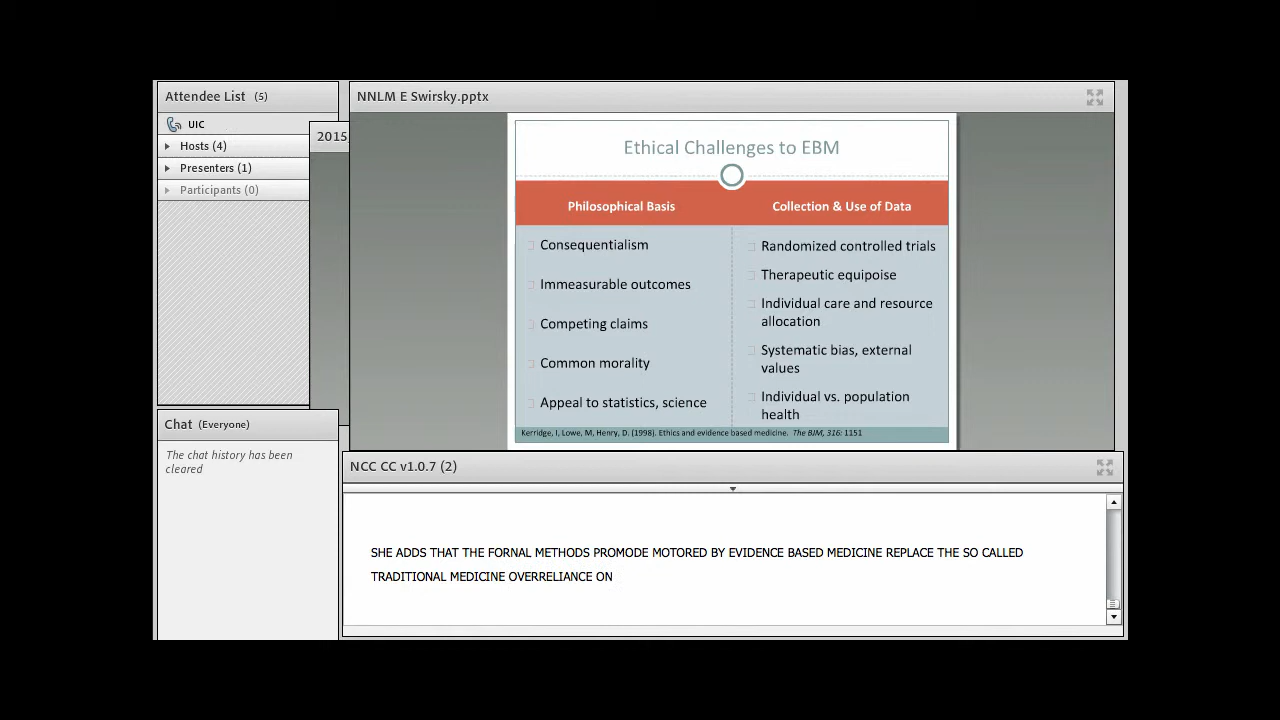 Attendee List (5)
UIC
Hosts (4)
Presenters (1)
Participants (0)
2015
Chat (Everyone)
The chat history has been
cleared
NNLM E Swirsky.pptx
Ethical Challenges to EBM
Philosophical Basis
Consequentialism
Immeasurable outcomes
Competing claims
Common morality
Appeal to statistics, science
Collection & Use of Data
Randomized controlled trials
Therapeutic equipoise
Individual care and resource
allocation
Systematic bias, external
values
Individual vs. population
health
Kerridge, I, Lowe, M, Henry, D. (1998). Ethics and evidence based medicine. The BJM, 316: 1151
NCC CC v1.0.7 (2)
SHE ADDS THAT THE FORNAL METHODS PROMODE MOTORED BY EVIDENCE BASED MEDICINE REPLACE THE SO CALLED
TRADITIONAL MEDICINE OVERRELIANCE ON